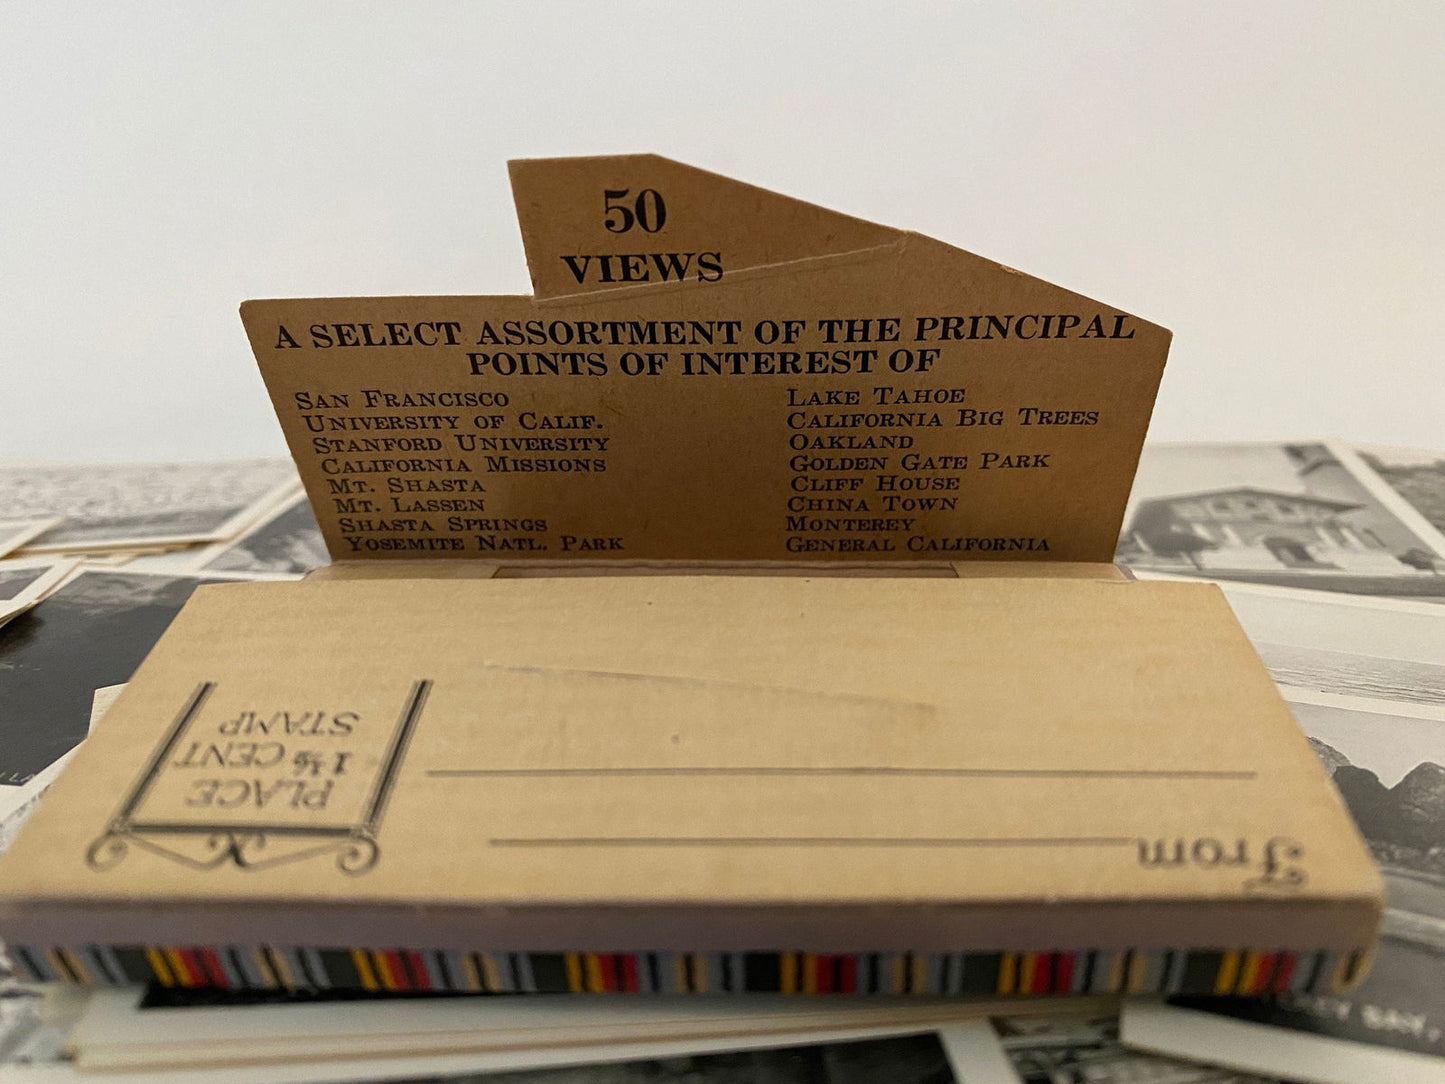 50
VIEWS
A SELECT ASSORTMENT OF THE PRINCIPAL
POINTS OF INTEREST OF
SAN FRANCISCO
UNIVERSITY OF CALIF.
STANFORD UNIVERSITY
CALIFORNIA MISSIONS
MT. SHASTA
MT. LASSEN
SHASTA SPRINGS
YOSEMITE NATL. PARK
LAKE TAHOE
CALIFORNIA BIG TREES
OAKLAND
GOLDEN GATE PARK
CLIFF HOUSE
CHINA TOWN
MONTEREY
GENERAL CALIFORNIA
From
PLACE
1½ CENT
STAMP